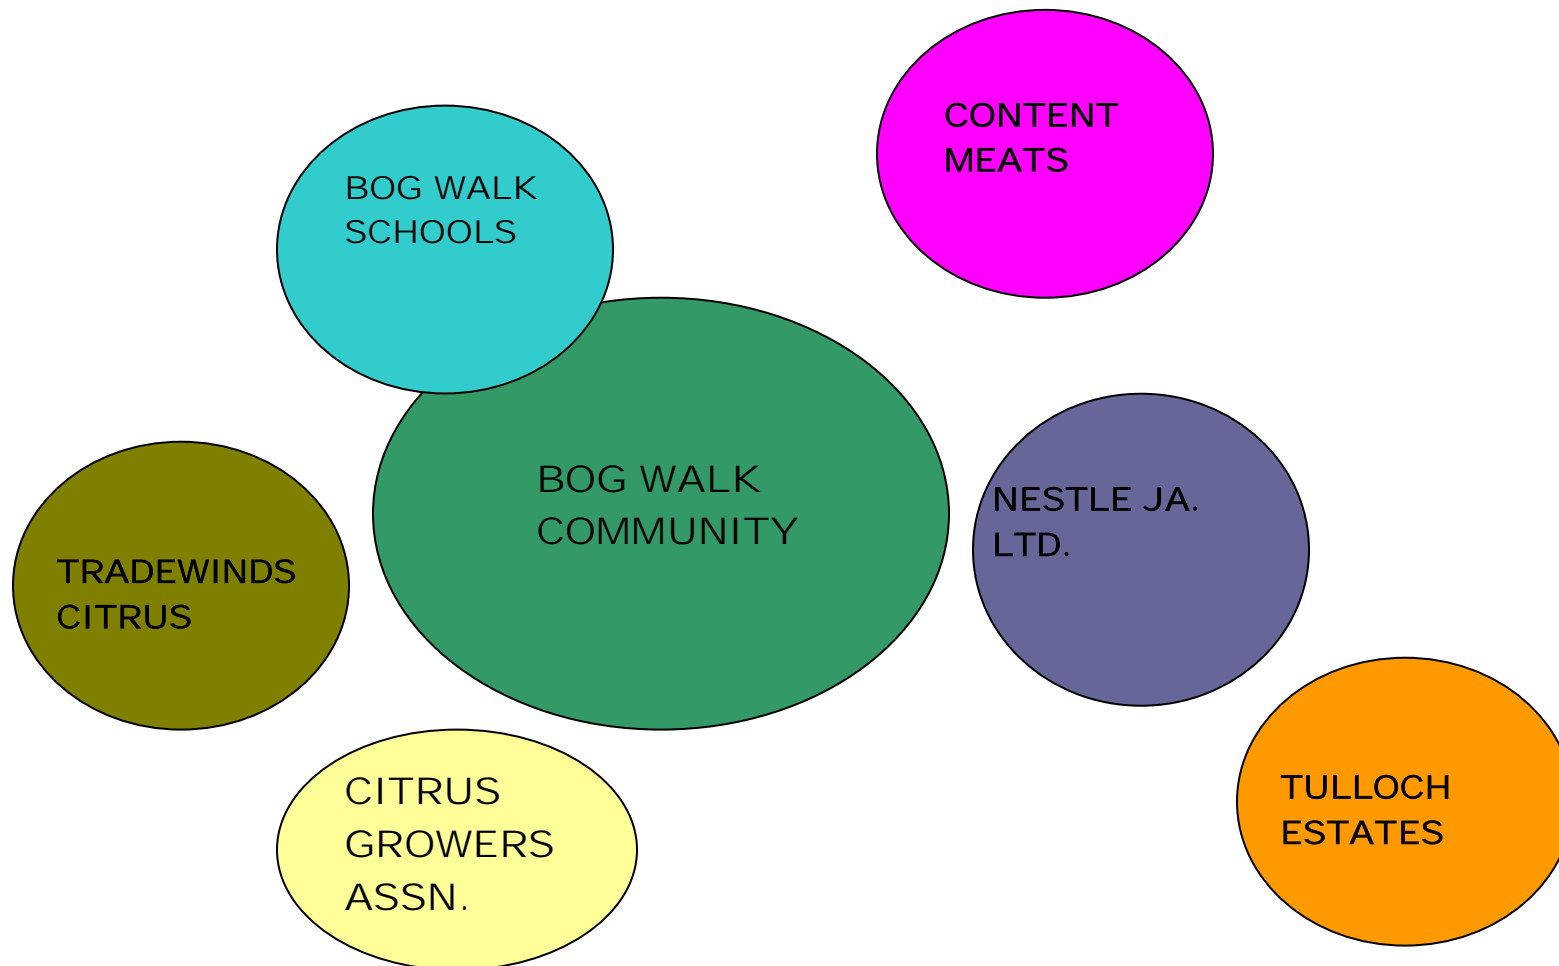 CONTENT
MEATS
BOG WALK
SCHOOLS
BOG WALK
COMMUNITY
NESTLE JA.
LTD.
TRADEWINDS
CITRUS
CITRUS
GROWERS
ASSN.
TULLOCH
ESTATES